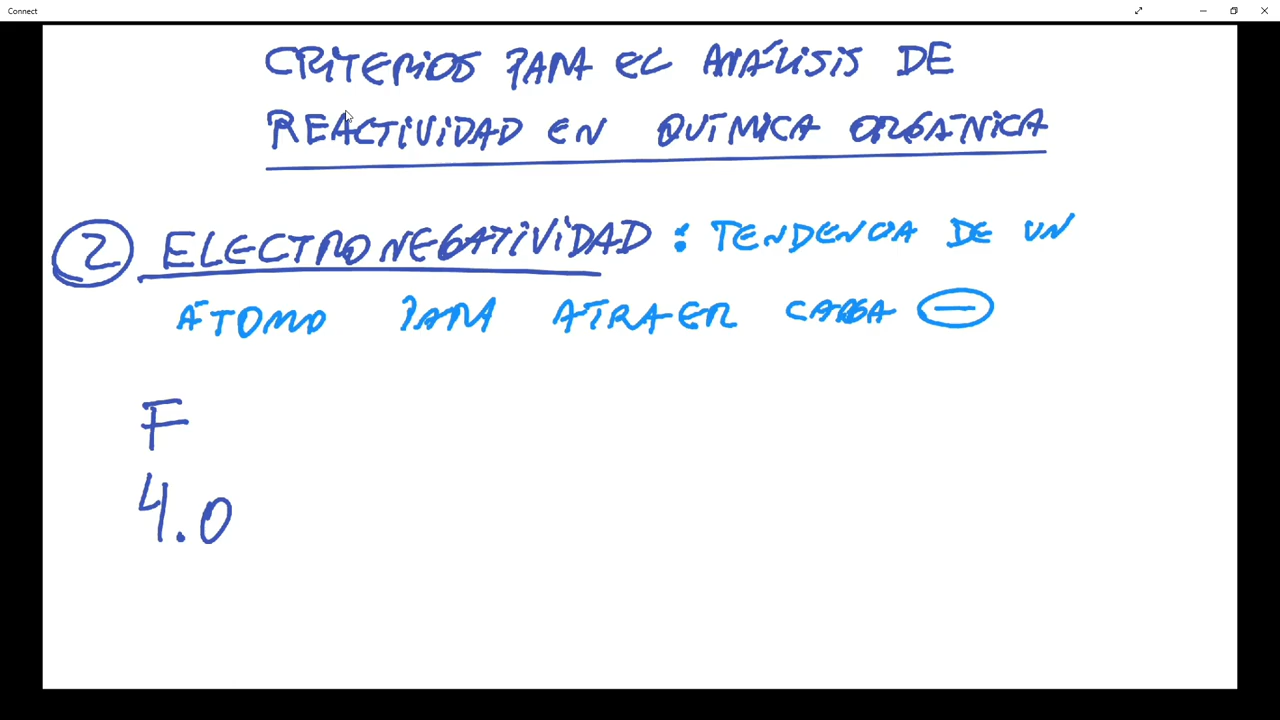 Connect
CRITERIOS PARA EL ANÁLISIS DE
REACTIVIDAD EN QUÍMICA ORGÁNICA
2 ELECTRONEGATIVIDAD : TENDENCIA DE UN
ÁTOMO PARA ATRAER CARGA -
F
4.0